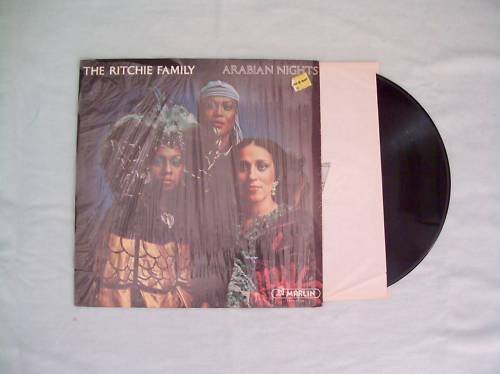 THE RITCHIE FAMILY
ARABIAN NIGHTS
MARLIN